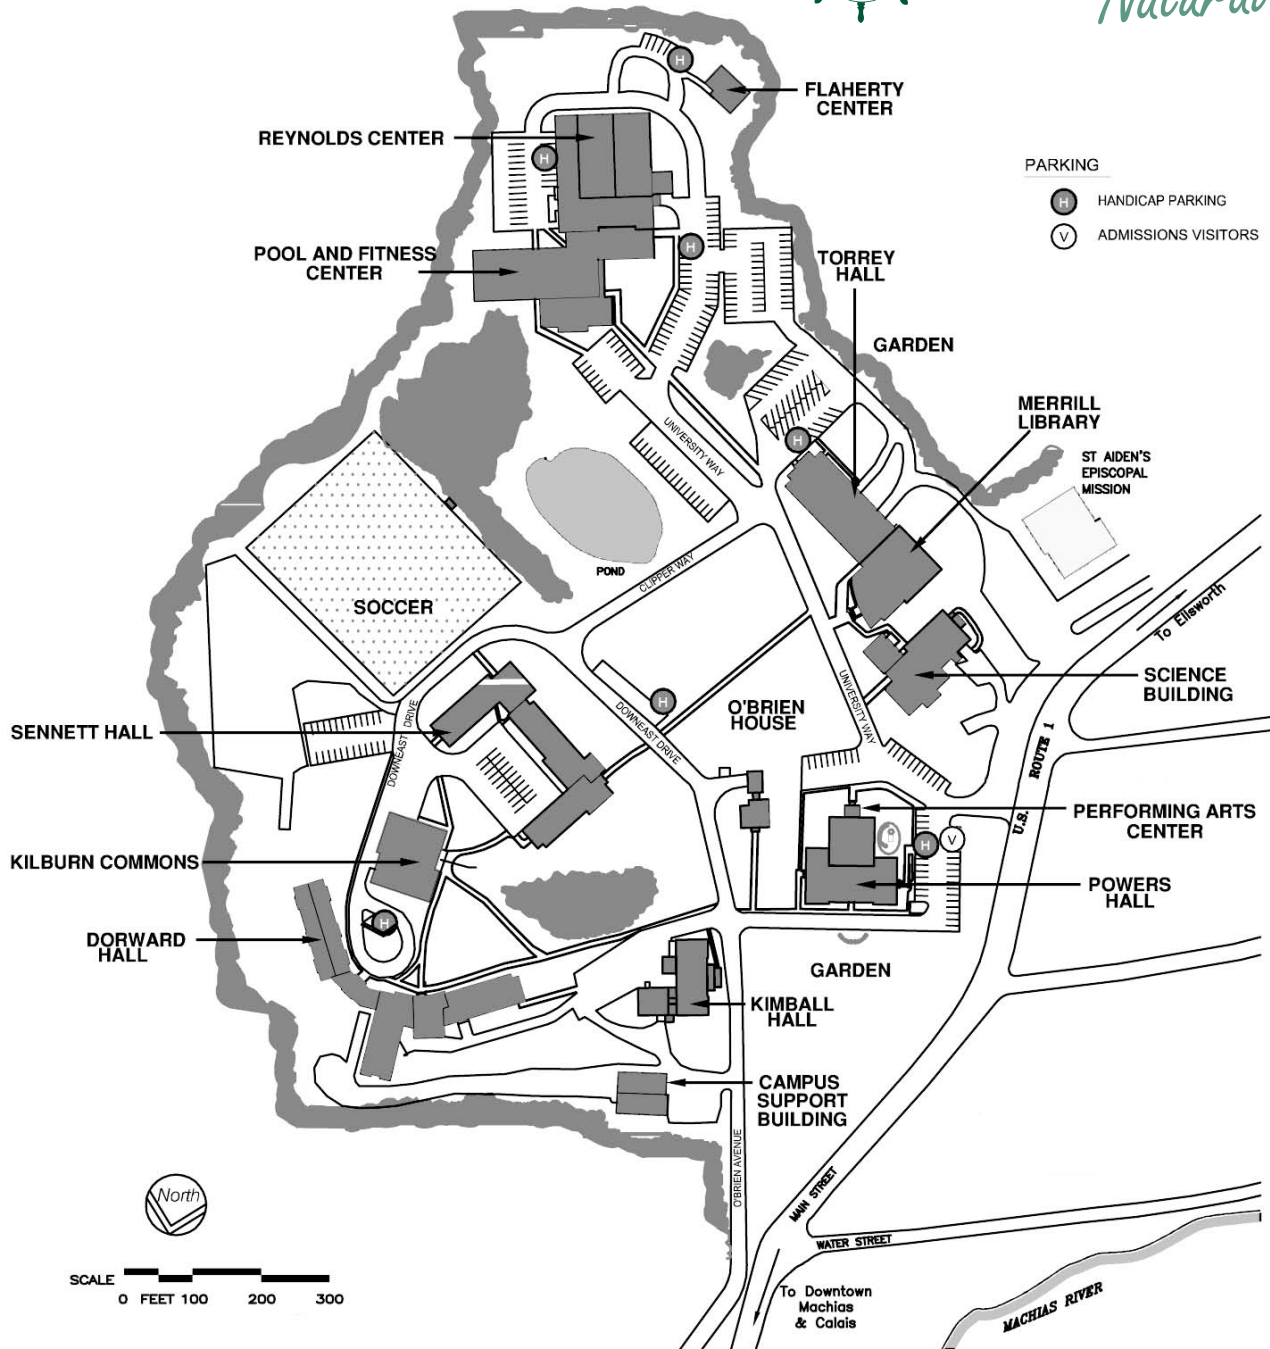 FLAHERTY
CENTER
H
REYNOLDS CENTER
H
PARKING
H HANDICAP PARKING
V ADMISSIONS VISITORS
POOL AND FITNESS
CENTER
H
TORREY
HALL
GARDEN
MERRILL
LIBRARY
UNIVERSITY WAY
H
ST AIDEN'S
EPISCOPAL
MISSION
POND
CLIPPER WAY
SOCCER
To Ellsworth
SCIENCE
BUILDING
H
O'BRIEN
HOUSE
UNIVERSITY WAY
DOWNEAST DRIVE
DOWNEAST DRIVE
SENNETT HALL
U.S. ROUTE 1
PERFORMING ARTS
CENTER
H
V
KILBURN COMMONS
POWERS
HALL
H
DORWARD
HALL
GARDEN
KIMBALL
HALL
CAMPUS
SUPPORT
BUILDING
O'BRIEN AVENUE
MAIN STREET
North
WATER STREET
SCALE
0 FEET 100 200 300
To Downtown
Machias
& Calais
MACHIAS RIVER